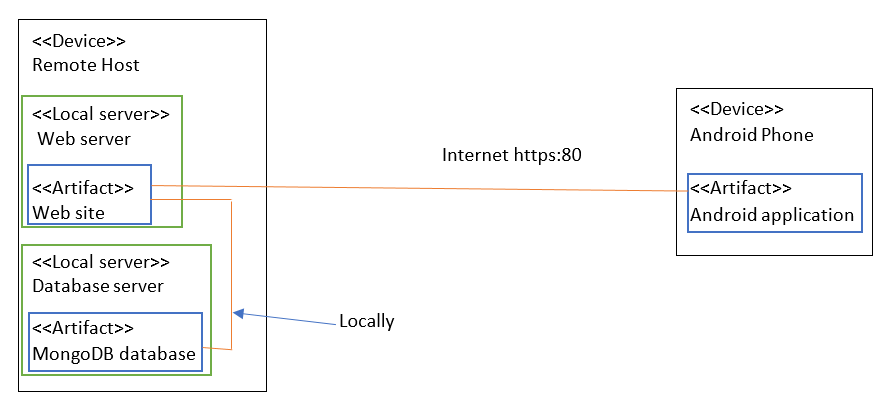 <<Device>>
Remote Host
<<Local server>>
Web server
<<Artifact>>
Web site
<<Local server>>
Database server
<<Artifact>>
MongoDB database
Locally
Internet https:80
<<Device>>
Android Phone
<<Artifact>>
Android application